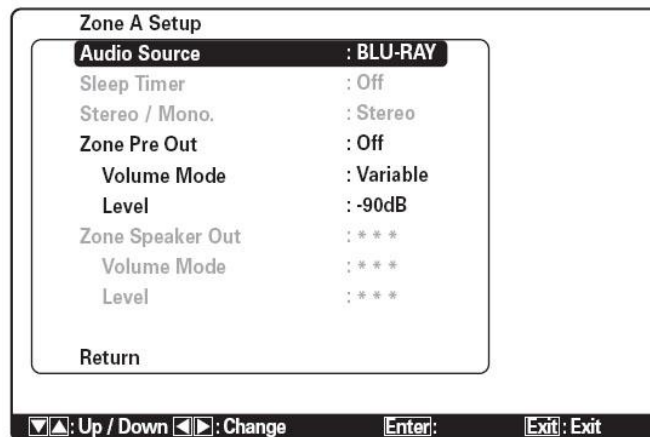 Zone A Setup
Audio Source : BLU-RAY
Sleep Timer : Off
Stereo / Mono. : Stereo
Zone Pre Out : Off
Volume Mode : Variable
Level : -90dB
Zone Speaker Out : * * *
Volume Mode : * * *
Level : * * *
Return
▼▲: Up / Down ◀▶: Change Enter: Exit: Exit